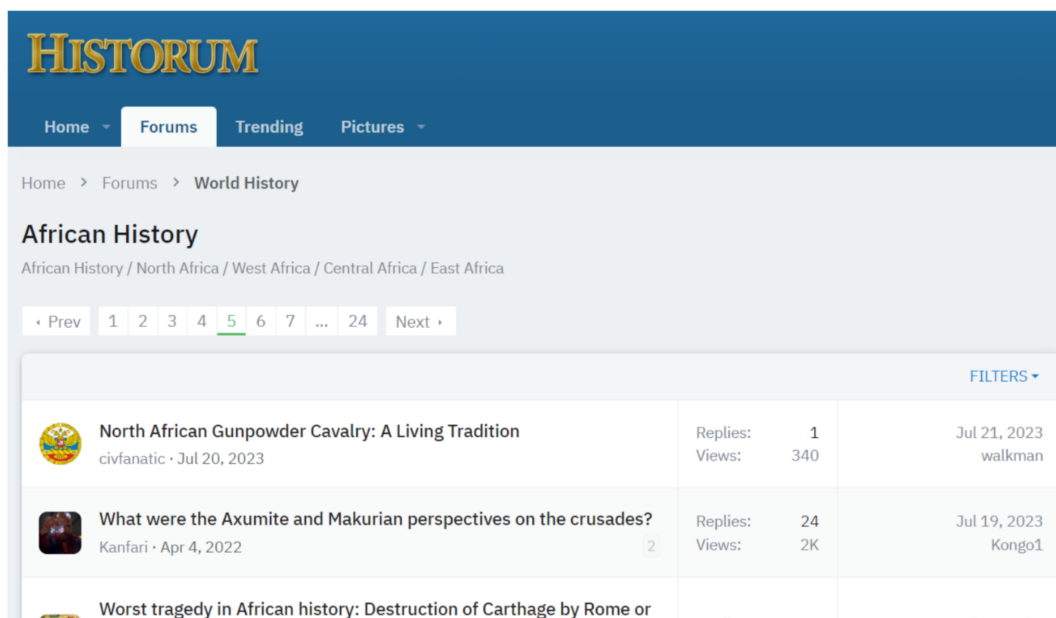 HISTORUM
Home Forums Trending Pictures
Home > Forums > World History
African History
African History / North Africa / West Africa / Central Africa / East Africa
‹ Prev 1 2 3 4 5 6 7 ... 24 Next ›
FILTERS
North African Gunpowder Cavalry: A Living Tradition
civfanatic · Jul 20, 2023
Replies: 1
Views: 340
Jul 21, 2023
walkman
What were the Axumite and Makurian perspectives on the crusades?
Kanfari · Apr 4, 2022
2
Replies: 24
Views: 2K
Jul 19, 2023
Kongo1
Worst tragedy in African history: Destruction of Carthage by Rome or